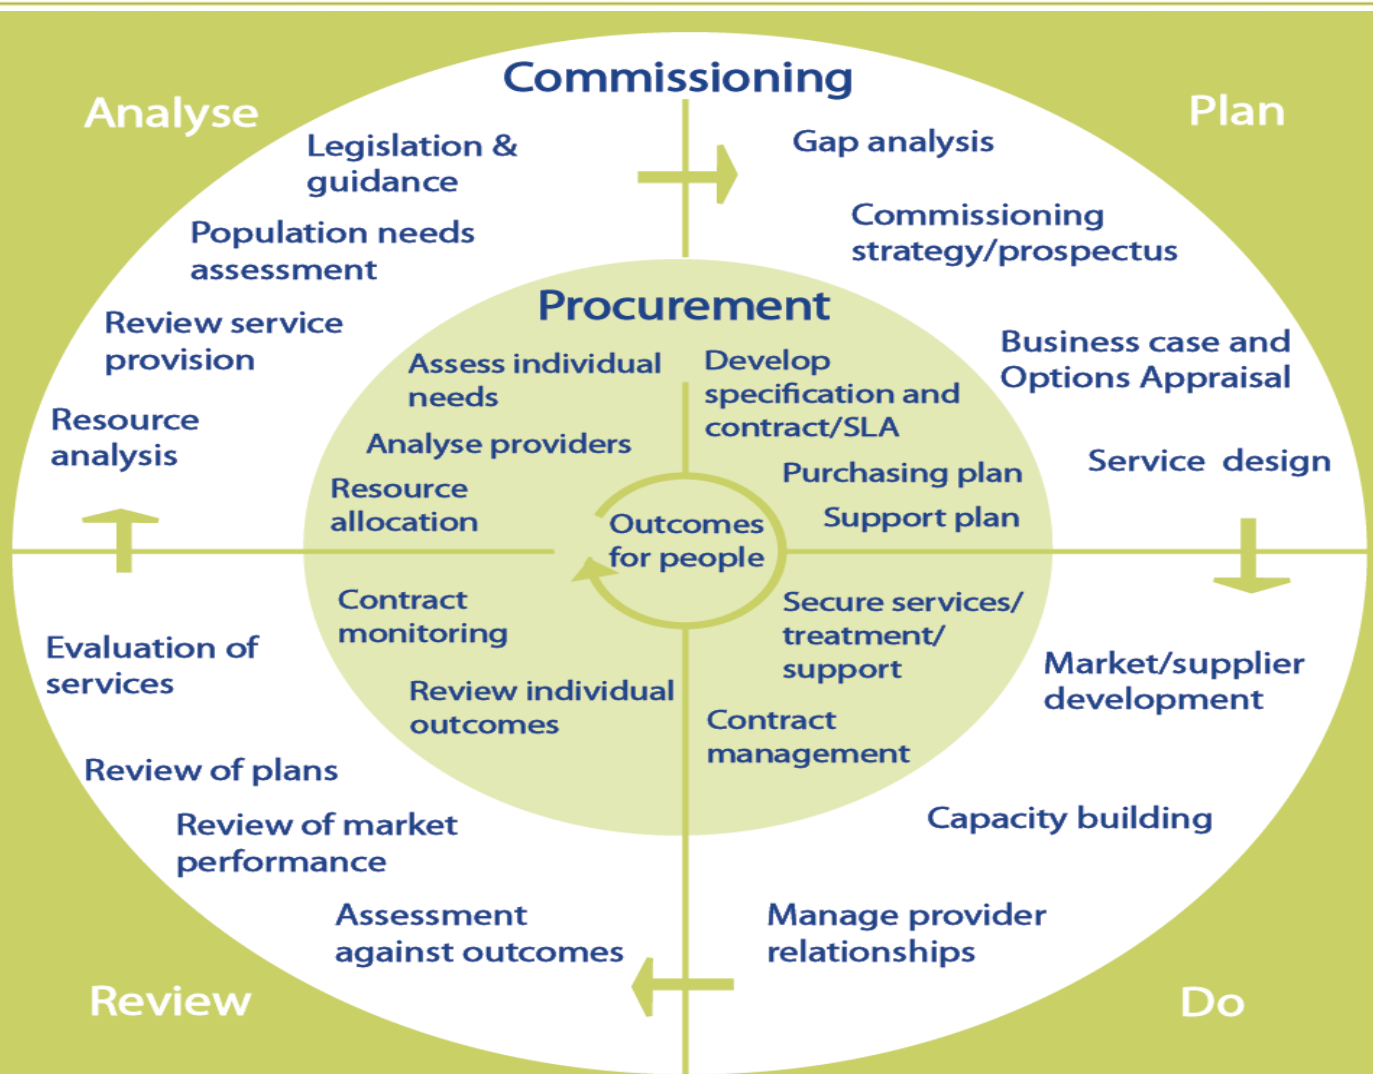 Commissioning
Analyse
Legislation &
guidance
Population needs
assessment
Review service
provision
Resource
analysis
Plan
Gap analysis
Commissioning
strategy/prospectus
Business case and
Options Appraisal
Service design
Procurement
Assess individual
needs
Analyse providers
Resource
allocation
Develop
specification and
contract/SLA
Purchasing plan
Support plan
Outcomes
for people
Contract
monitoring
Review individual
outcomes
Secure services/
treatment/
support
Contract
management
Evaluation of
services
Review of plans
Review of market
performance
Assessment
against outcomes
Review
Market/supplier
development
Capacity building
Manage provider
relationships
Do